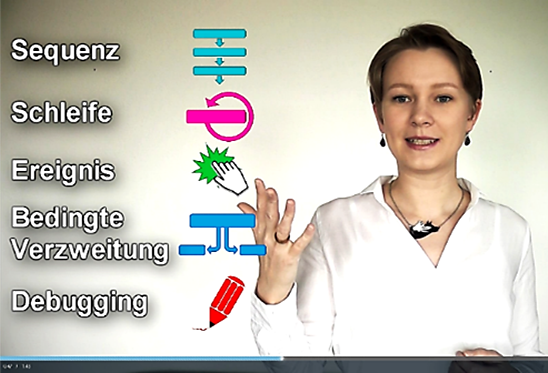 Sequenz
Schleife
Ereignis
Bedingte
Verzweitung
Debugging